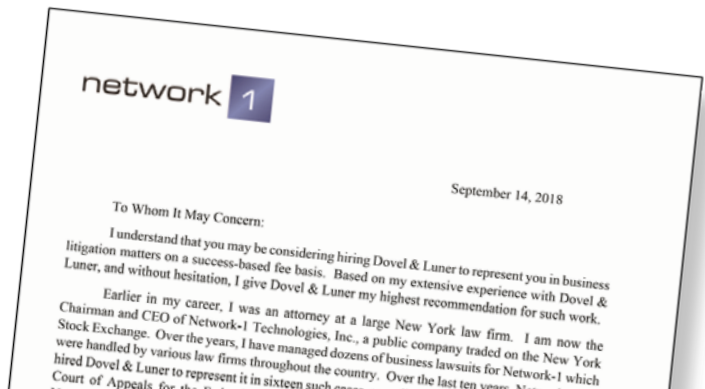 network 1
September 14, 2018
To Whom It May Concern:
I understand that you may be considering hiring Dovel & Luner to represent you in business
litigation matters on a success-based fee basis. Based on my extensive experience with Dovel &
Luner, and without hesitation, I give Dovel & Luner my highest recommendation for such work.
Earlier in my career, I was an attorney at a large New York law firm. I am now the
Chairman and CEO of Network-1 Technologies, Inc., a public company traded on the New York
Stock Exchange. Over the years, I have managed dozens of business lawsuits for Network-1 which
were handled by various law firms throughout the country. Over the last ten years,
hired Dovel & Luner to represent it in sixteen such
Court of Appeals for the